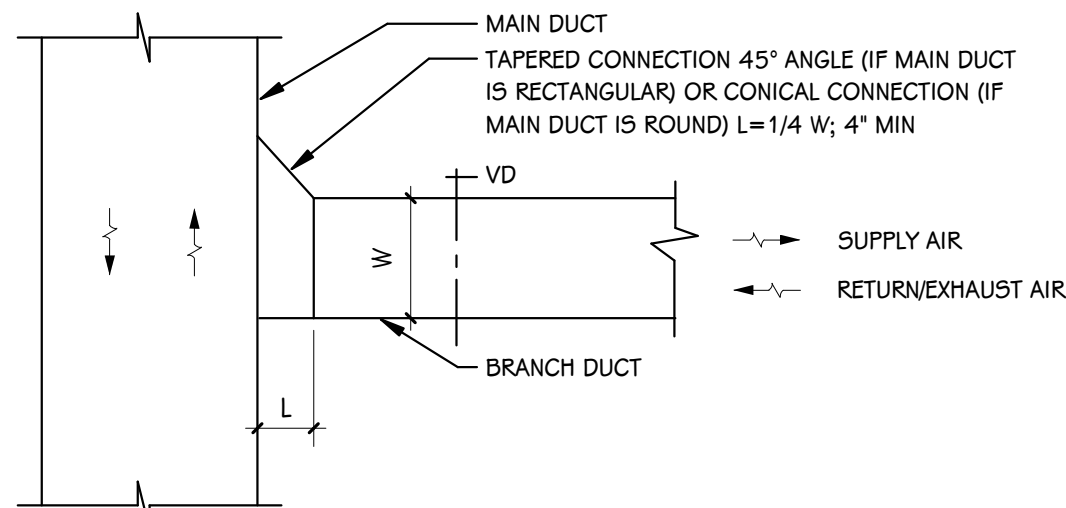 MAIN DUCT
TAPERED CONNECTION 45° ANGLE (IF MAIN DUCT
IS RECTANGULAR) OR CONICAL CONNECTION (IF
MAIN DUCT IS ROUND) L=1/4 W; 4" MIN
VD
W
SUPPLY AIR
RETURN/EXHAUST AIR
BRANCH DUCT
L